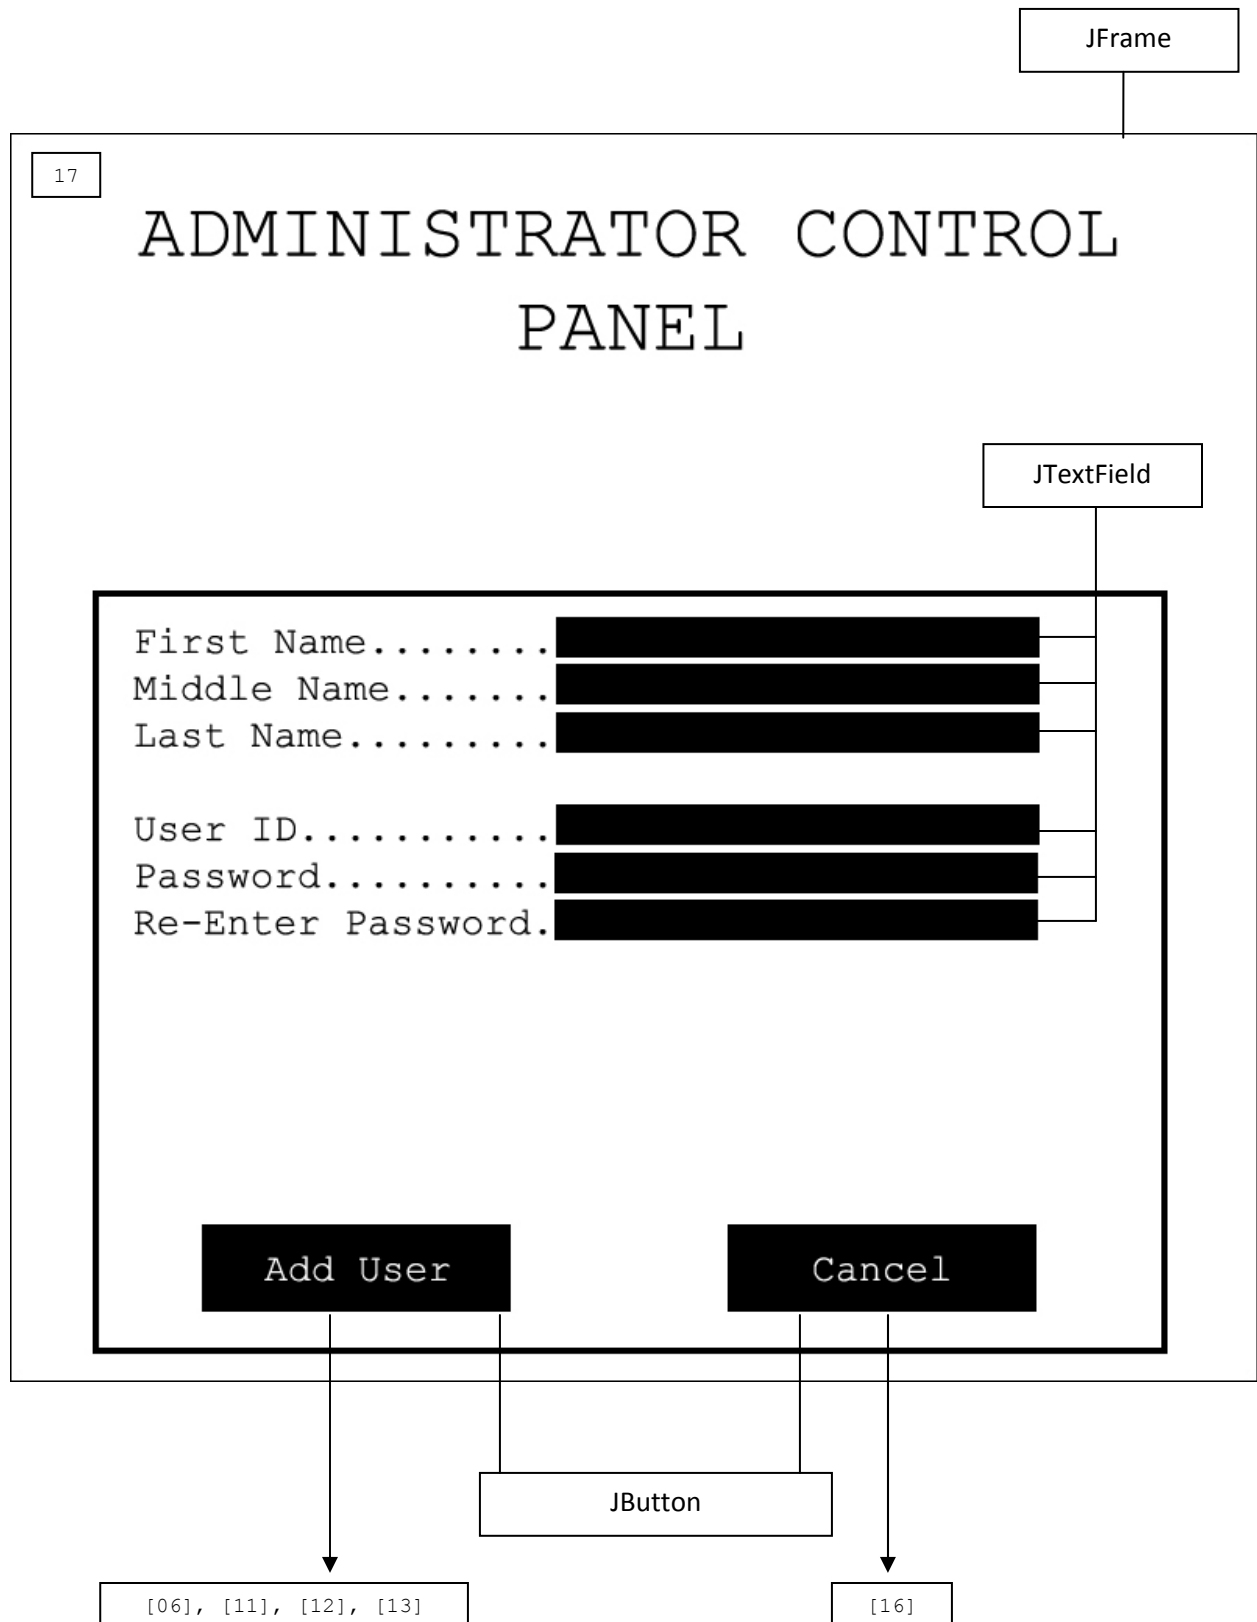 JFrame
17
ADMINISTRATOR CONTROL
PANEL
JTextField
First Name........
Middle Name.......
Last Name.........
User ID...........
Password..........
Re-Enter Password.
Add User
Cancel
JButton
[06], [11], [12], [13]
[16]